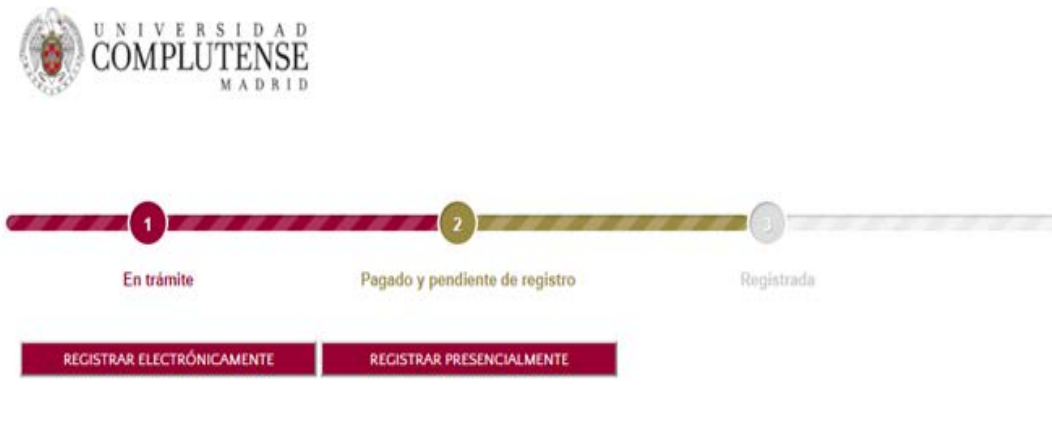 UNIVERSIDAD
COMPLUTENSE
MADRID
1
2
3
En trámite
Pagado y pendiente de registro
Registrada
REGISTRAR ELECTRÓNICAMENTE
REGISTRAR PRESENCIALMENTE